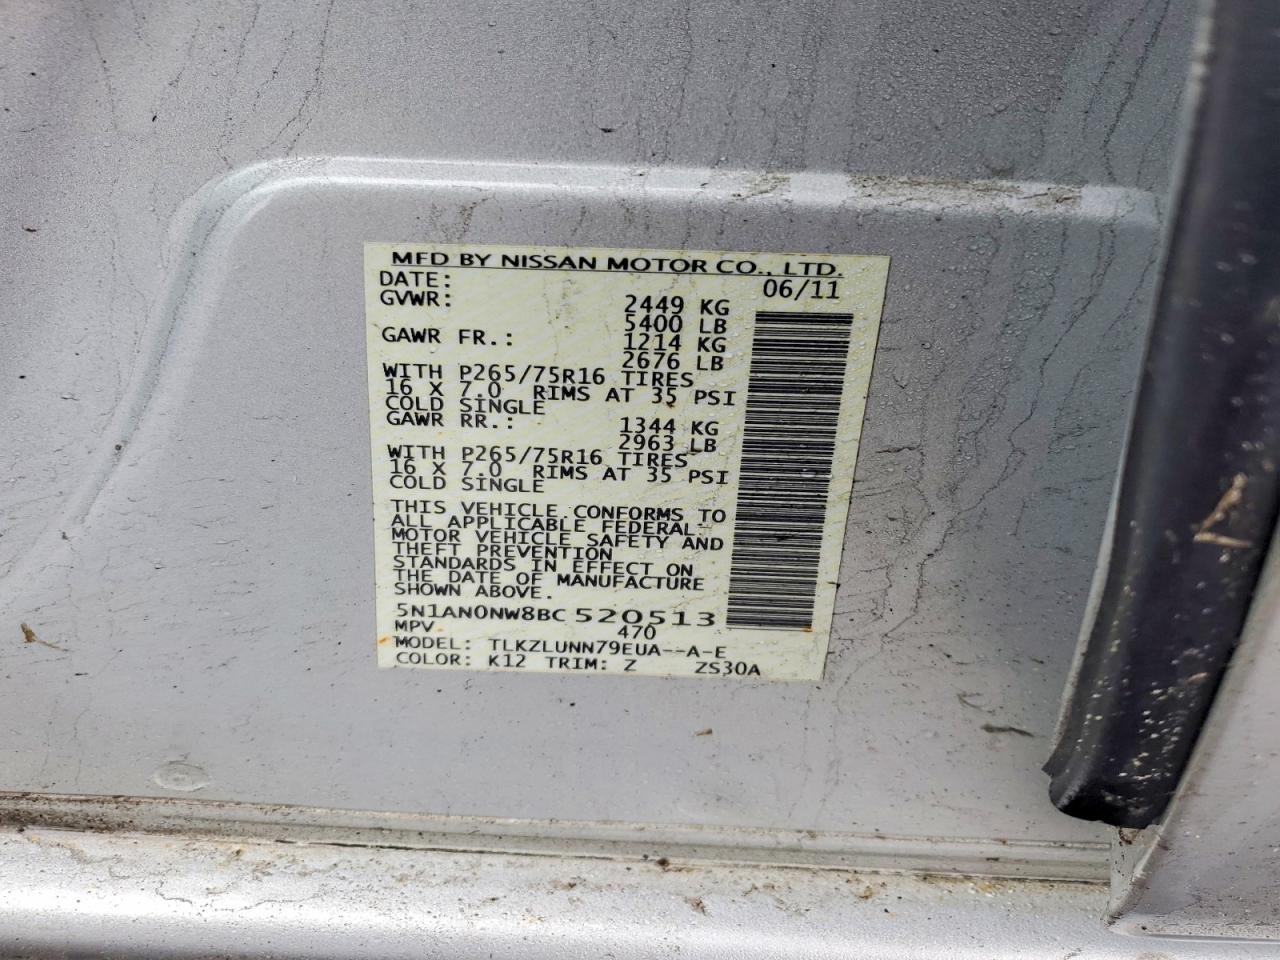 MFD BY NISSAN MOTOR CO., LTD.
DATE: 06/11
GVWR: 2449 KG
5400 LB
GAWR FR.: 1214 KG
2676 LB
WITH P265/75R16 TIRES
16 X 7.0 RIMS AT 35 PSI
COLD SINGLE
GAWR RR.: 1344 KG
2963 LB
WITH P265/75R16 TIRES
16 X 7.0 RIMS AT 35 PSI
COLD SINGLE
THIS VEHICLE CONFORMS TO
ALL APPLICABLE FEDERAL
MOTOR VEHICLE SAFETY AND
THEFT PREVENTION
STANDARDS IN EFFECT ON
THE DATE OF MANUFACTURE
SHOWN ABOVE.
5N1AN0NW8BC520513
MPV 470
MODEL: TLKZLUNN79EUA--A-E
COLOR: K12 TRIM: Z ZS30A